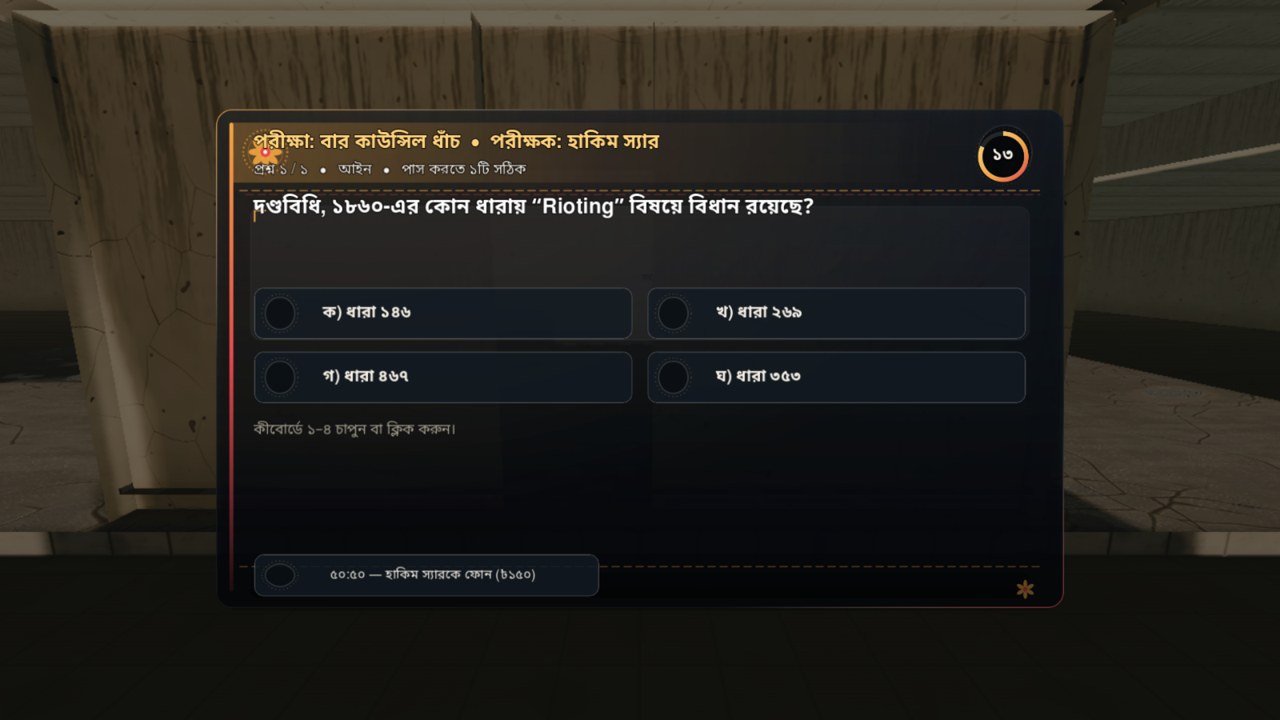 পরীক্ষা: বার কাউন্সিল ধাঁচ • পরীক্ষক: হাকিম স্যার
প্রশ্ন ১ / ১ • আইন • পাস করতে ১টি সঠিক
১৩
দণ্ডবিধি, ১৮৬০-এর কোন ধারায় “Rioting” বিষয়ে বিধান রয়েছে?
ক) ধারা ১৪৬
খ) ধারা ২৬৯
গ) ধারা ৪৬৭
ঘ) ধারা ৩৫৩
কীবোর্ডে ১–৪ চাপুন বা ক্লিক করুন।
৫০:৫০ — হাকিম স্যারকে ফোন (৳১৫০)